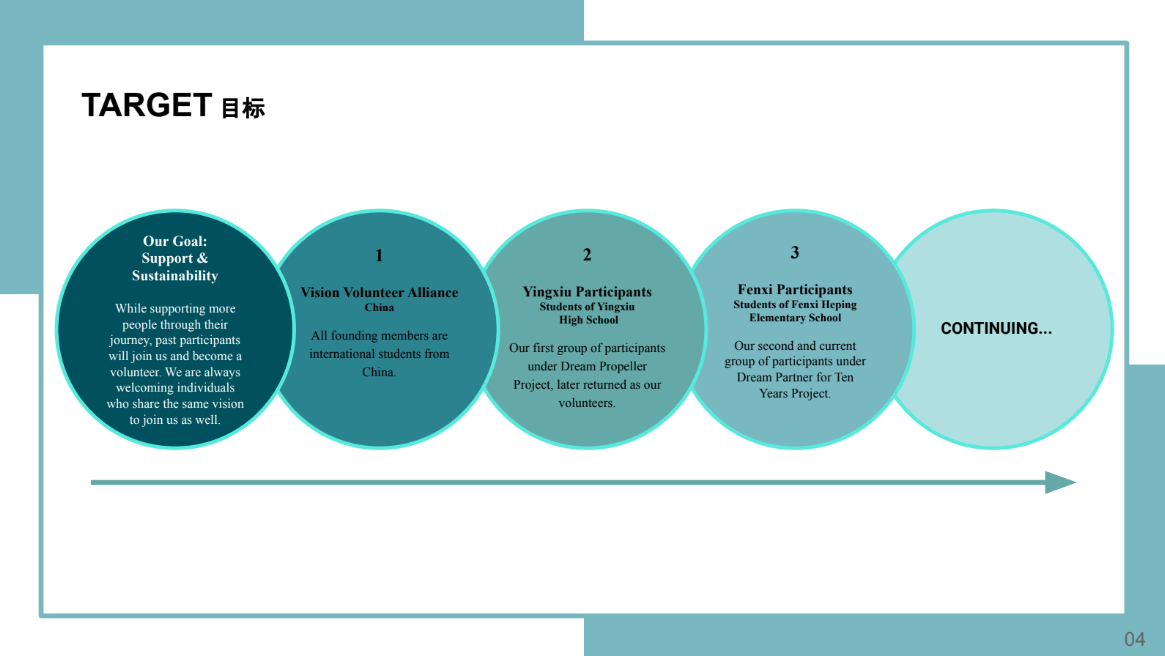 TARGET 目标
Our Goal:
Support &
Sustainability
While supporting more
people through their
journey, past participants
will join us and become a
volunteer. We are always
welcoming individuals
who share the same vision
to join us as well.
1
Vision Volunteer Alliance
China
All founding members are
international students from
China.
2
Yingxiu Participants
Students of Yingxiu
High School
Our first group of participants
under Dream Propeller
Project, later returned as our
volunteers.
3
Fenxi Participants
Students of Fenxi Heping
Elementary School
Our second and current
group of participants under
Dream Partner for Ten
Years Project.
CONTINUING...
04